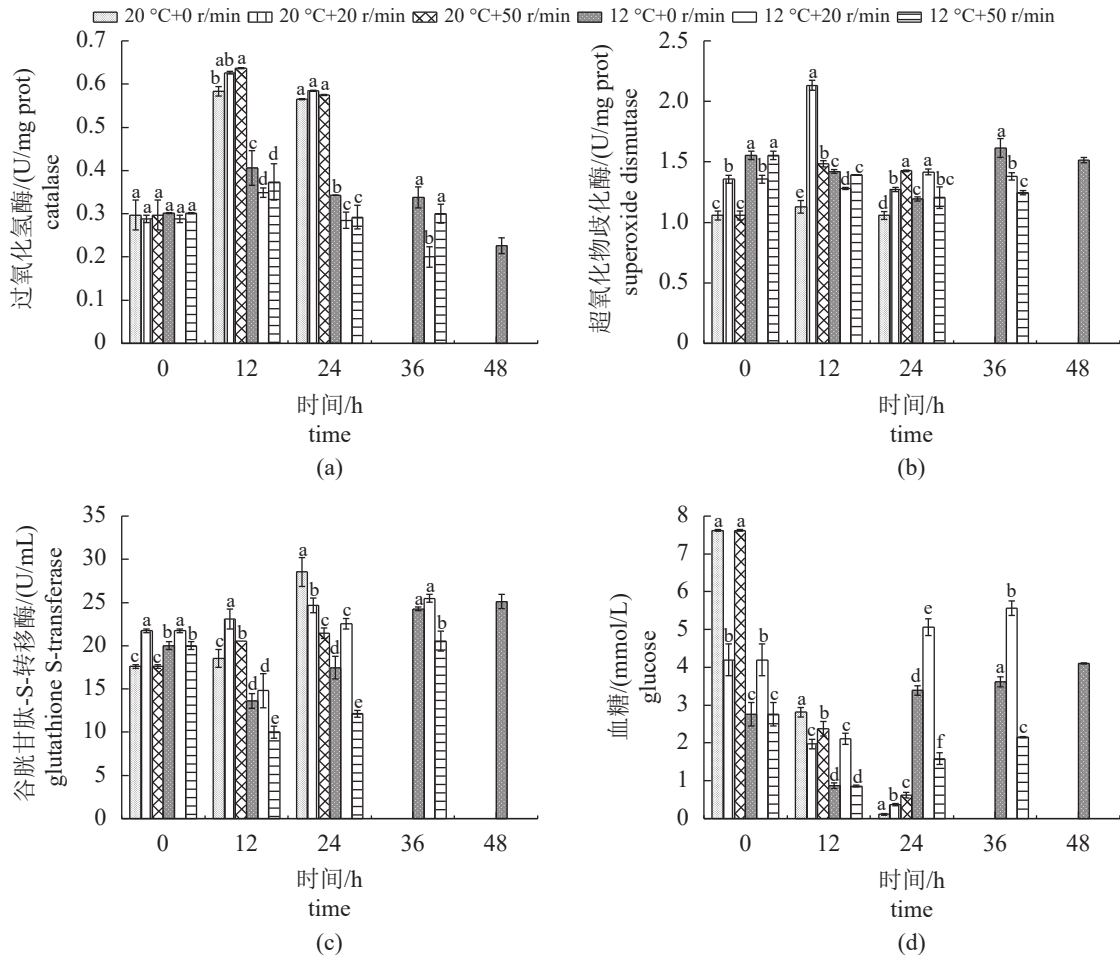 20 °C+0 r/min 20 °C+20 r/min 20 °C+50 r/min 12 °C+0 r/min 12 °C+20 r/min 12 °C+50 r/min
(a)
过氧化氢酶/(U/mg prot)
catalase
0.7
0.6
0.5
0.4
0.3
0.2
0.1
0
a a a a a a
b ab a c d d
a a a b c c
a b a
0 12 24 36 48
时间/h
time
(a)
(b)
超氧化物歧化酶/(U/mg prot)
superoxide dismutase
2.5
2.0
1.5
1.0
0.5
0
c b c a b a
e a b c d c
d b a c a bc
a b c
0 12 24 36 48
时间/h
time
(b)
谷胱甘肽-S-转移酶/(U/mL)
glutathione S-transferase
35
30
25
20
15
10
5
0
c a c b a b
c a b d d e
a b c d c e
a a b
0 12 24 36 48
时间/h
time
(c)
血糖/(mmol/L)
glucose
8
7
6
5
4
3
2
1
0
a b a c b c
a c b d c d
a b c d e f
a b c
0 12 24 36 48
时间/h
time
(d)